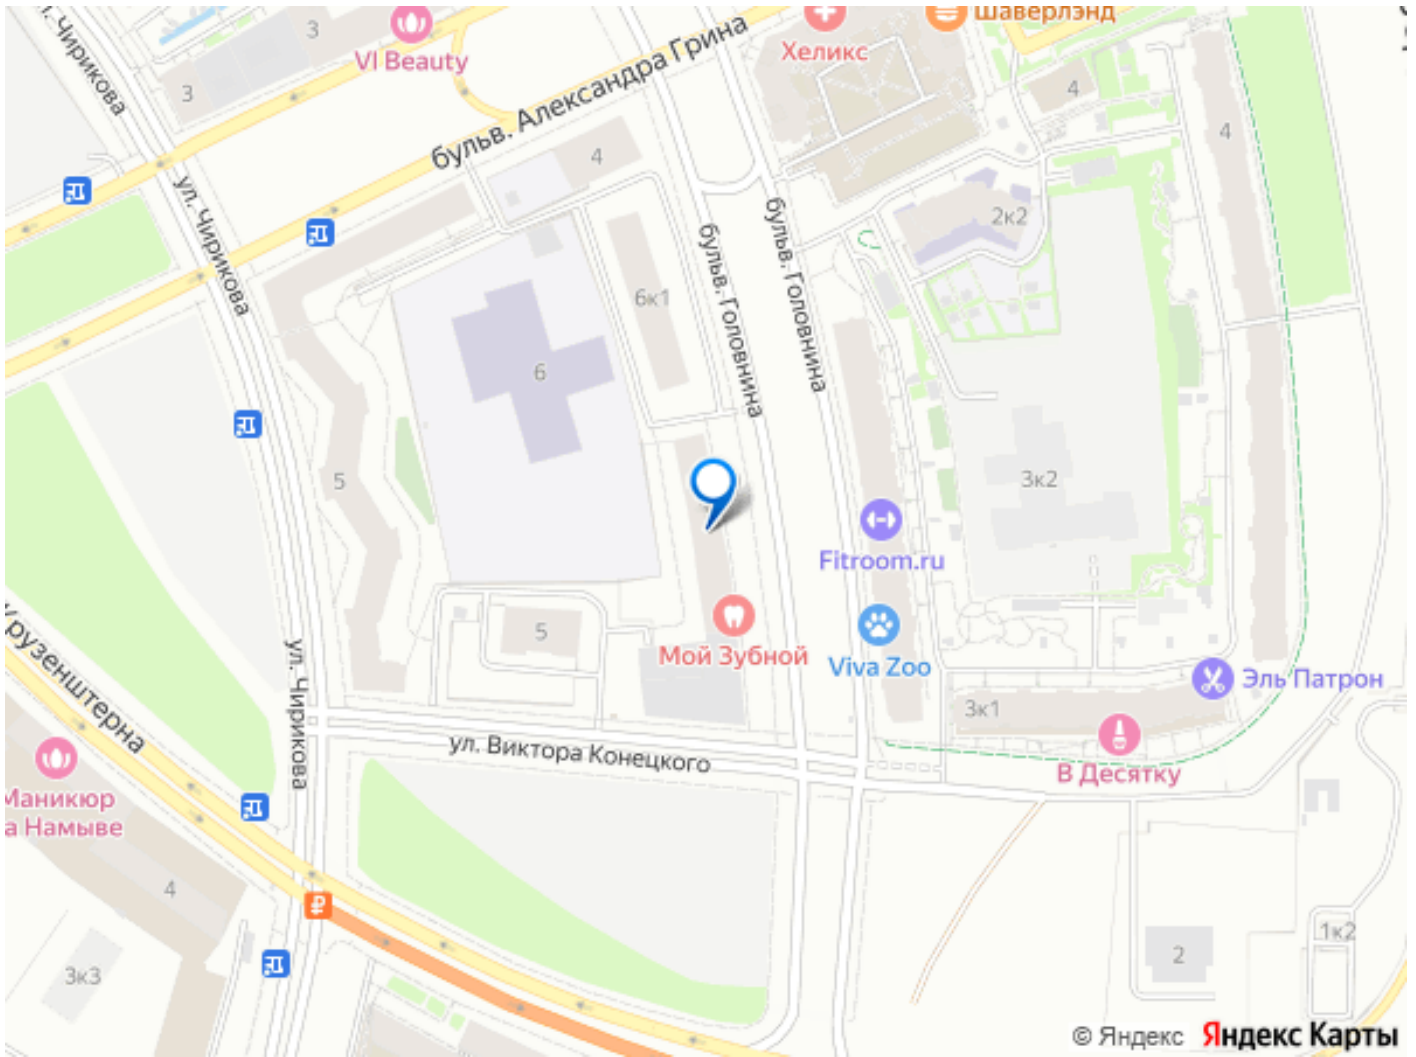 ул. Чирикова
3
VI Beauty
3
бульв. Александра Грина
Хеликс
Шаверлэнд
4
4
4
ул. Чирикова
2к2
бульв. Головнина
бульв. Головнина
6к1
6
5
3к2
Fitroom.ru
5
Мой Зубной
Viva Zoo
Эль Патрон
3к1
В Десятку
ул. Чирикова
ул. Виктора Конецкого
Крузенштерна
Маникюр
а Намыве
4
3к3
2
1к2
© Яндекс Яндекс Карты